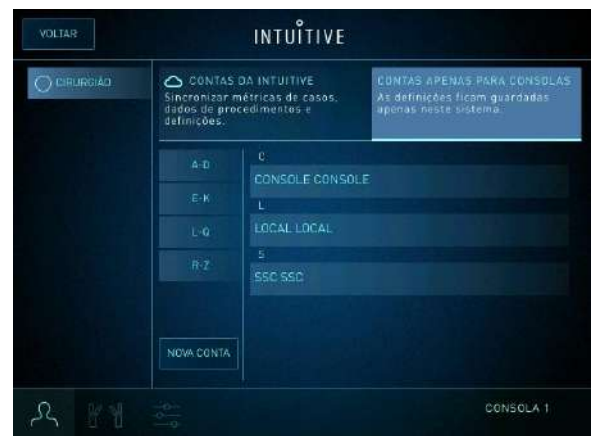 VOLTAR
INTUITIVE
CIRURGIÃO
CONTAS DA INTUITIVE
Sincronizar métricas de casos,
dados de procedimentos e
definições.
CONTAS APENAS PARA CONSOLAS
As definições ficam guardadas
apenas neste sistema.
A-D
E-K
L-Q
R-Z
C
CONSOLE CONSOLE
L
LOCAL LOCAL
S
SSC SSC
NOVA CONTA
CONSOLA 1